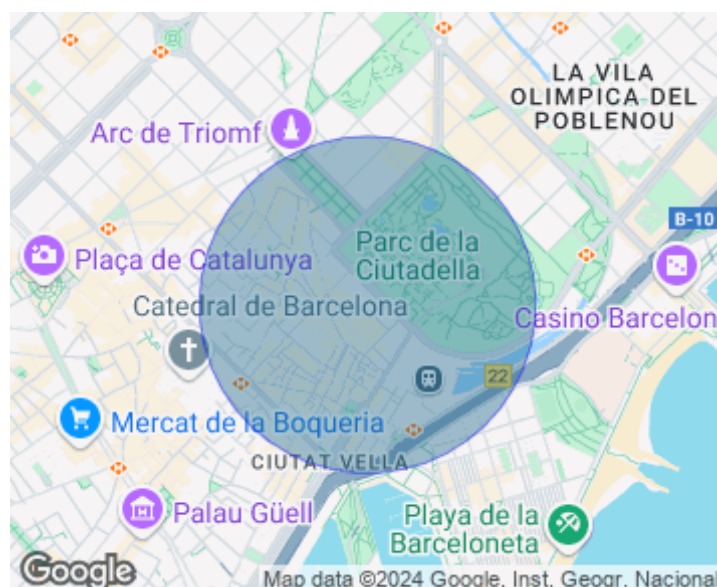 LA VILA
OLIMPICA DEL
POBLENOU
Arc de Triomf
B-10
Parc de la
Ciutadella
Plaça de Catalunya
Catedral de Barcelona
Casino Barcelon
22
Mercat de la Boqueria
CIUTAT VELLA
Palau Güell
Playa de la
Barceloneta
Google
Map data ©2024 Google, Inst. Geogr. Nacional